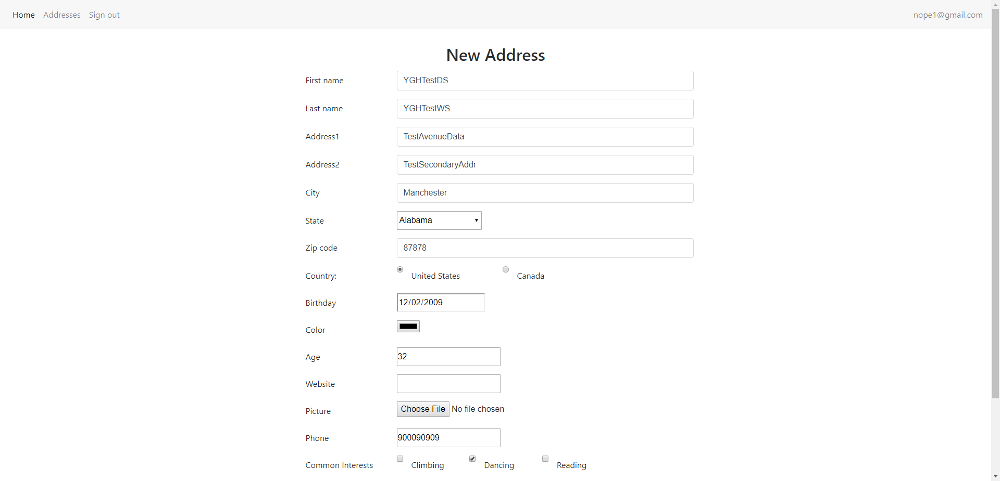 Home Addresses Sign out nope1@gmail.com
New Address
First name YGHTestDS
Last name YGHTestWS
Address1 TestAvenueData
Address2 TestSecondaryAddr
City Manchester
State Alabama
Zip code 87878
Country: United States Canada
Birthday 12/02/2009
Color
Age 32
Website
Picture Choose File No file chosen
Phone 900090909
Common Interests Climbing Dancing Reading